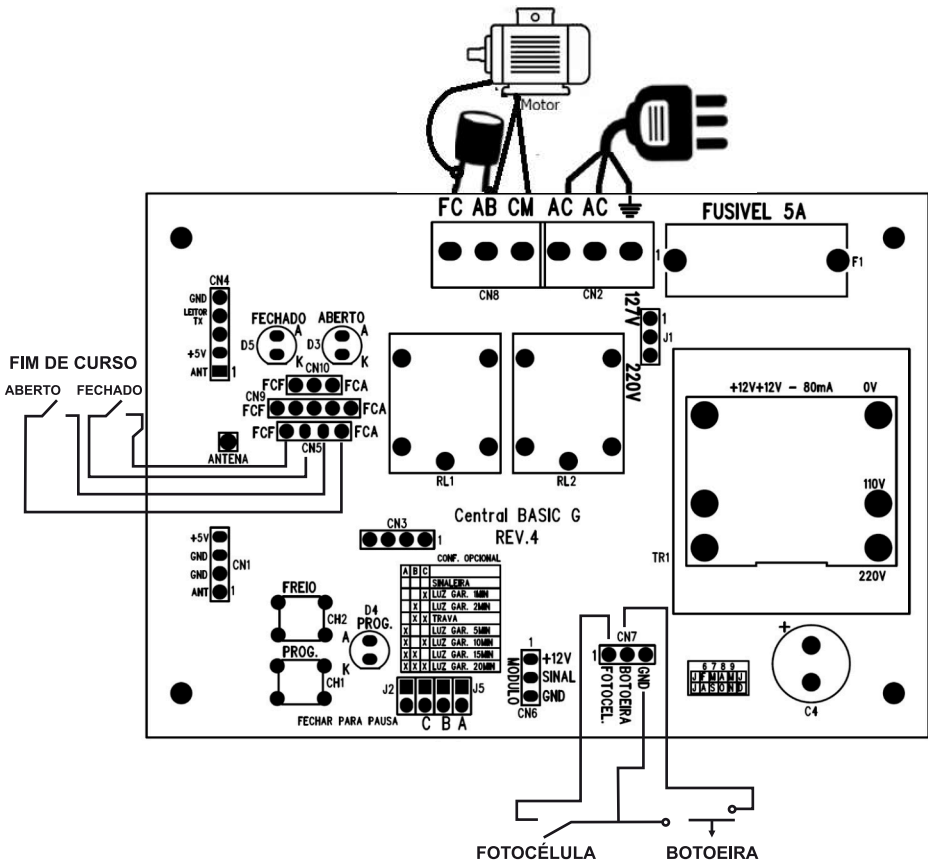 Motor
FC AB CM AC AC
FUSIVEL 5A
1
F1
CN8
CN2
127V
1
J1
220V
CN4
GND
LEITOR
TX
+5V
ANT 1
FECHADO
ABERTO
D5
A
K
D3
A
K
FIM DE CURSO
ABERTO FECHADO
CN10
FCF FCA
CN9
FCF FCA
FCF FCA
CN5
ANTENA
RL1
RL2
+12V+12V - 80mA 0V
110V
TR1
220V
Central BASIC G
REV.4
CN3
1
+5V
GND
GND
ANT 1
CN1
CONF. OPCIONAL
A B C
SINALEIRA
X LUZ GAR. 1MIN
X LUZ GAR. 2MIN
X X TRAVA
X LUZ GAR. 5MIN
X X LUZ GAR. 10MIN
X X LUZ GAR. 15MIN
X X X LUZ GAR. 20MIN
FREIO
CH2
PROG.
CH1
D4
PROG.
A
K
J2
J5
C B A
FECHAR PARA PAUSA
1
+12V
SINAL
GND
MODULO
CN6
CN7
1
FOTOCEL.
BOTOEIRA
GND
6 7 8 9
J F M A M J
J A S O N D
+
C4
FOTOCÉLULA
BOTOEIRA